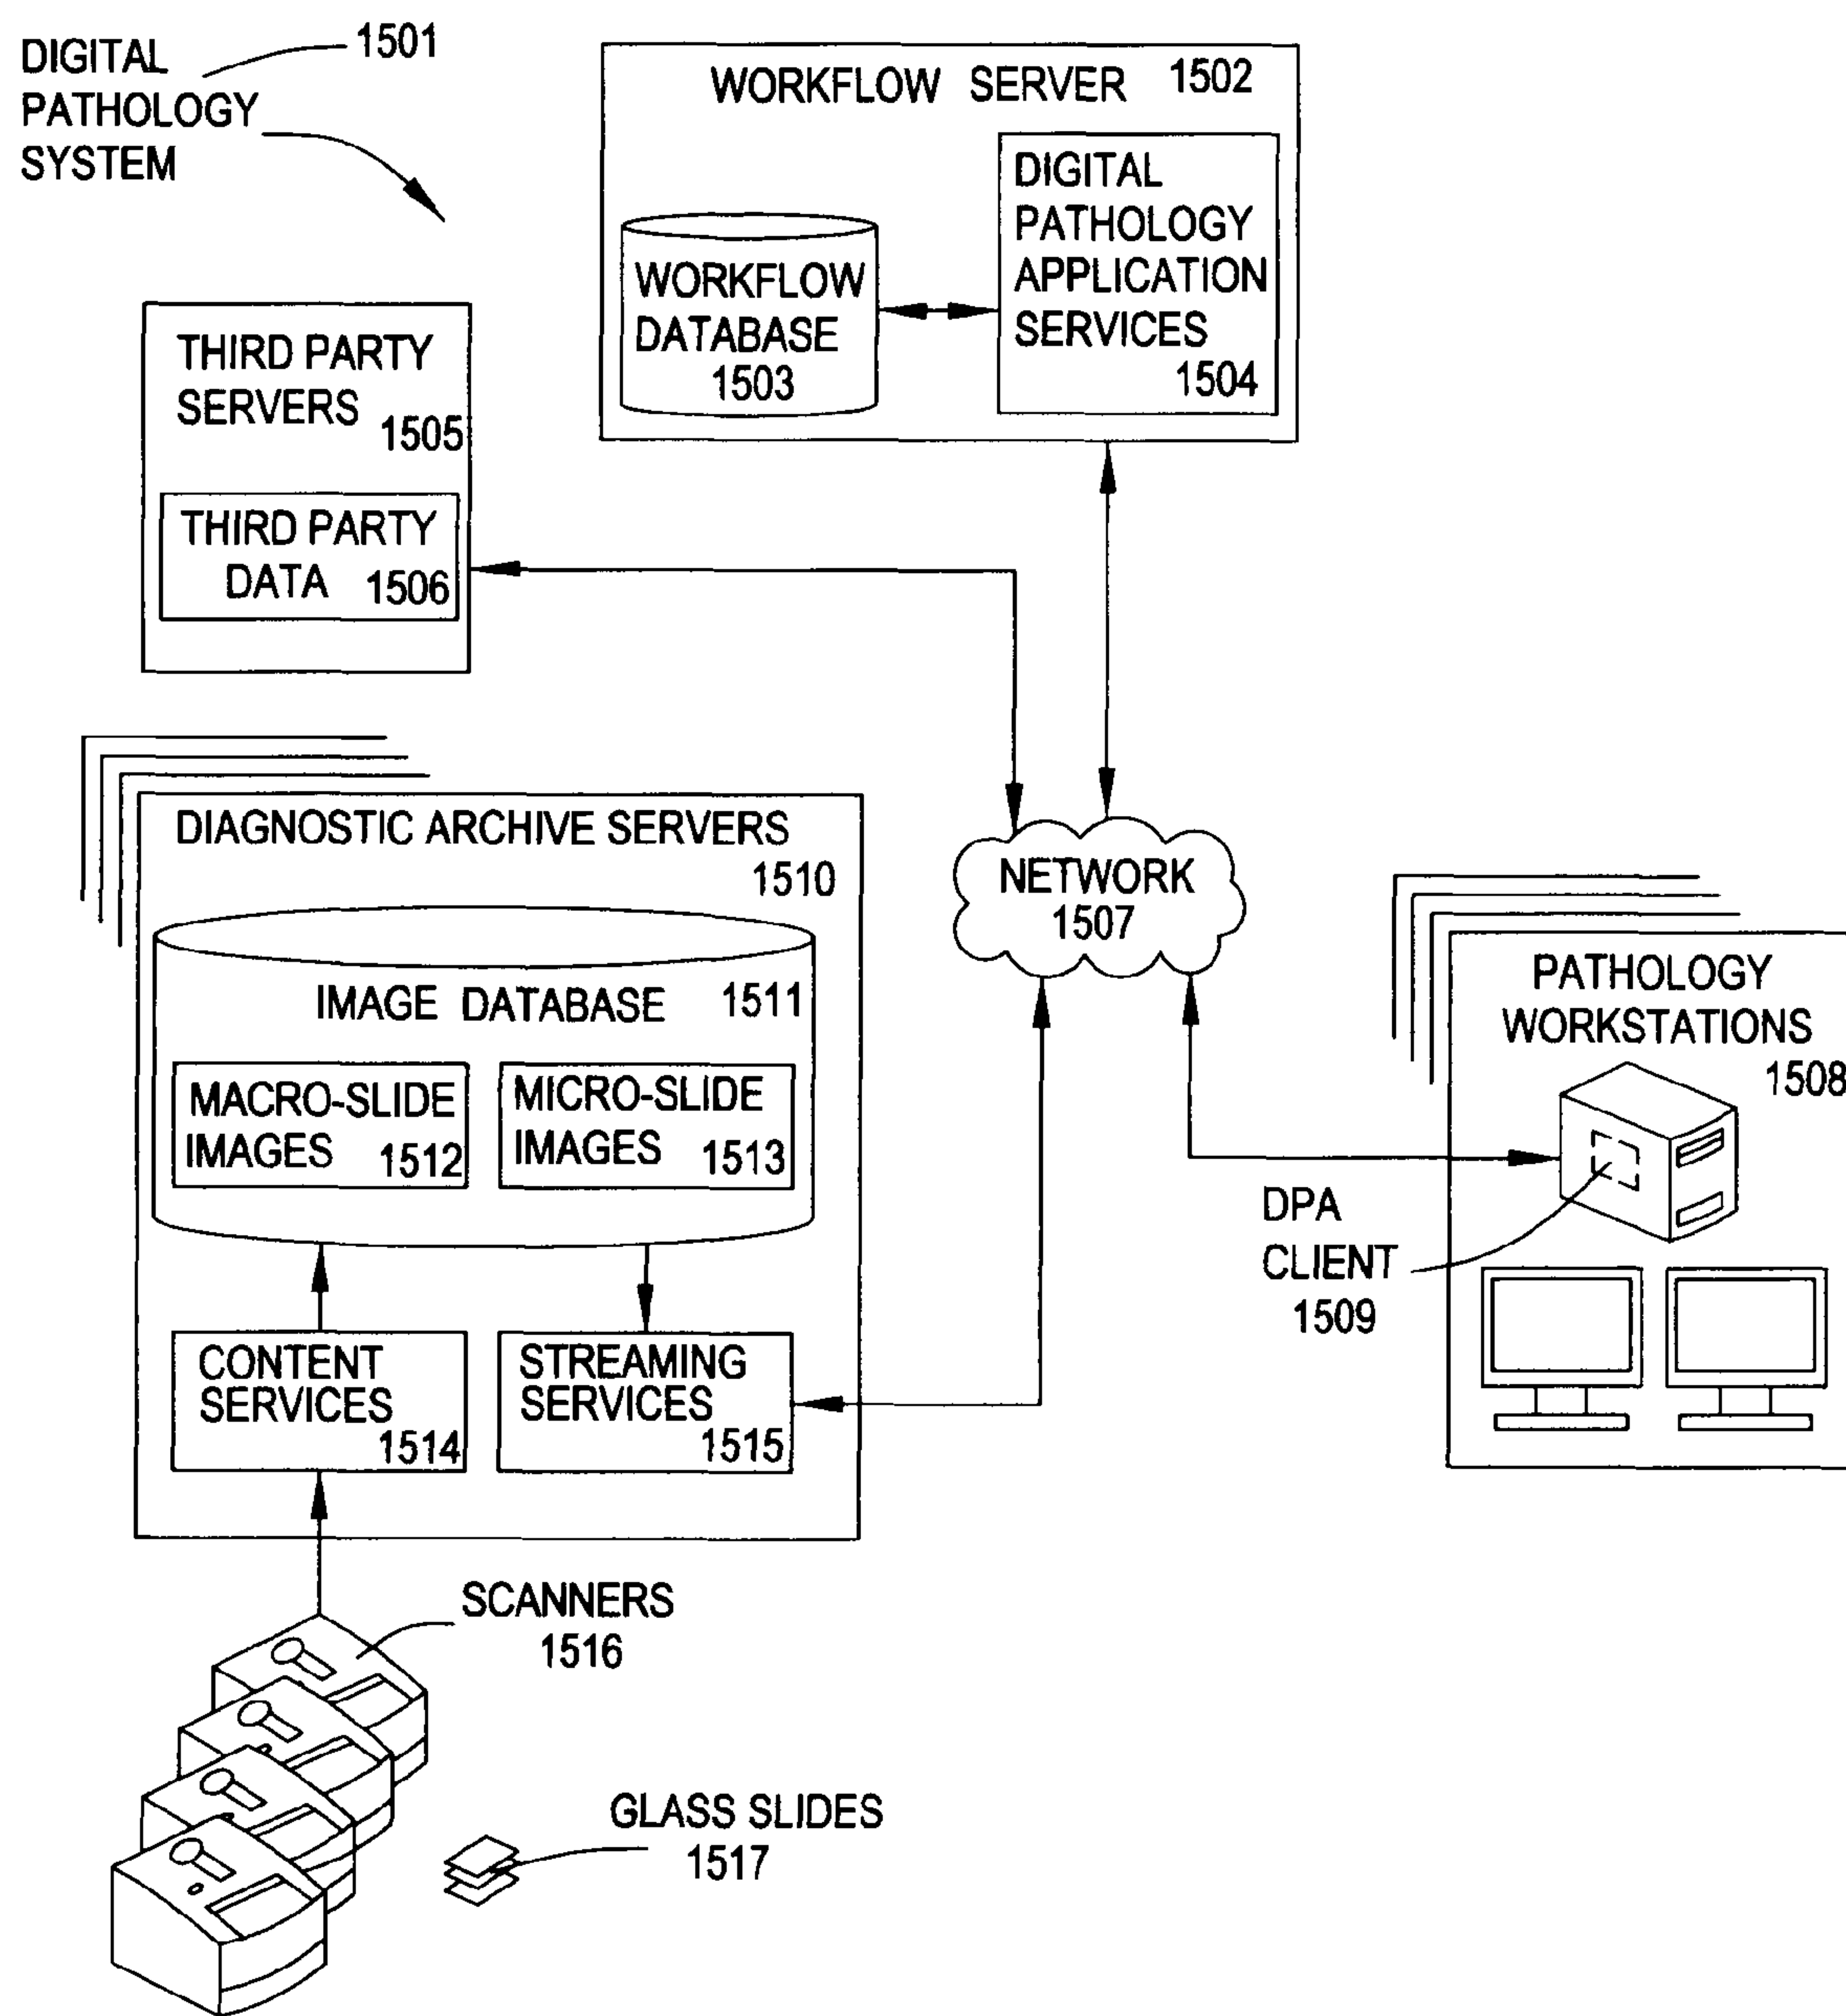 DIGITAL
PATHOLOGY
SYSTEM
1501
WORKFLOW SERVER 1502
WORKFLOW
DATABASE
1503
DIGITAL
PATHOLOGY
APPLICATION
SERVICES
1504
THIRD PARTY
SERVERS
1505
THIRD PARTY
DATA 1506
DIAGNOSTIC ARCHIVE SERVERS
1510
IMAGE DATABASE 1511
MACRO-SLIDE
IMAGES 1512
MICRO-SLIDE
IMAGES 1513
CONTENT
SERVICES
1514
STREAMING
SERVICES
1515
NETWORK
1507
PATHOLOGY
WORKSTATIONS
1508
DPA
CLIENT
1509
SCANNERS
1516
GLASS SLIDES
1517